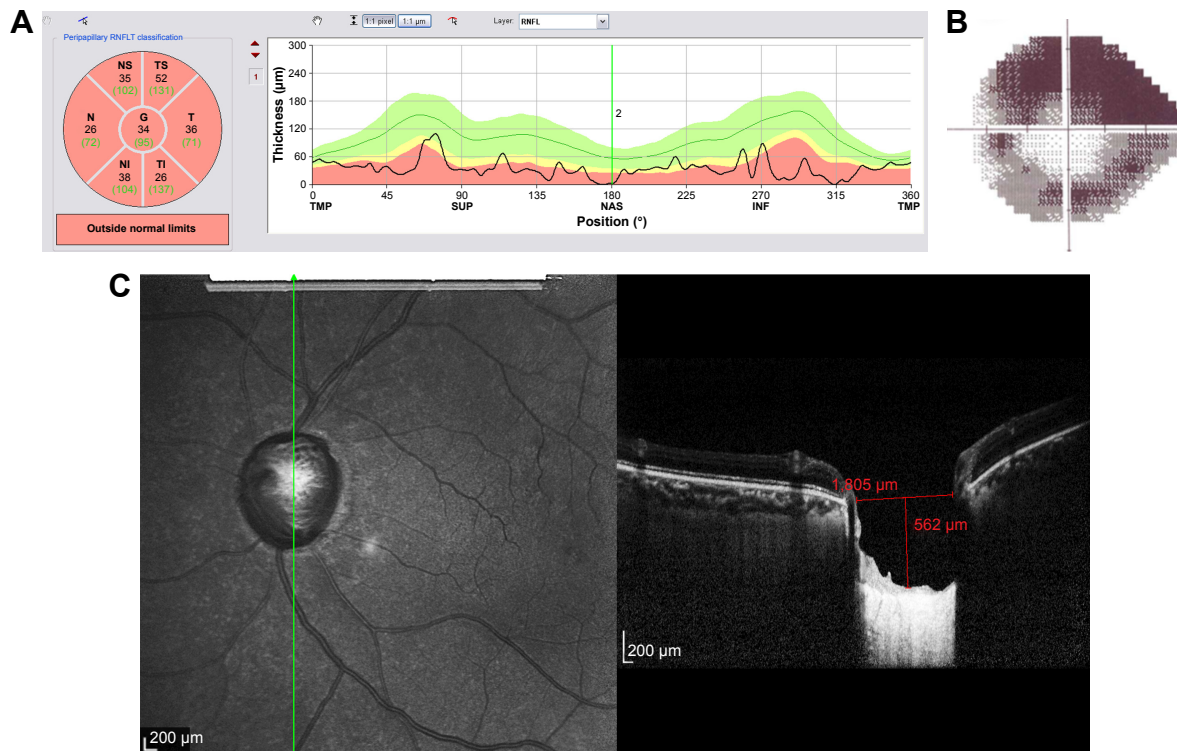 A
1:1 pixel
1:1 µm
Layer:
RNFL
B
Peripapillary RNFLT classification
NS
35
(102)
TS
52
(131)
N
26
(72)
G
34
(95)
T
36
(71)
NI
38
(104)
TI
26
(137)
Outside normal limits
1
Thickness (µm)
300
240
180
120
60
0
2
0
45
90
135
180
225
270
315
360
TMP
SUP
NAS
INF
TMP
Position (°)
C
200 µm
1,805 µm
562 µm
200 µm